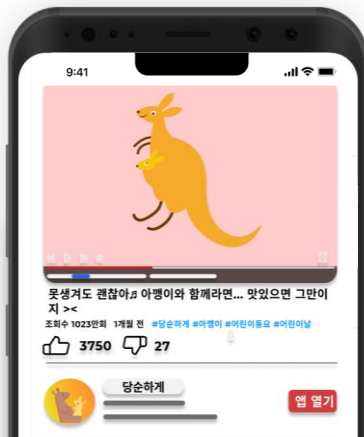 9:41
못생겨도 괜찮아♬ 아깽이와 함께라면... 맛있으면 그만이
지 ><
조회수 1023만회 1개월 전 #당순하게 #아깽이 #어린이동요 #어린이날
3750 27
당순하게
앱 열기